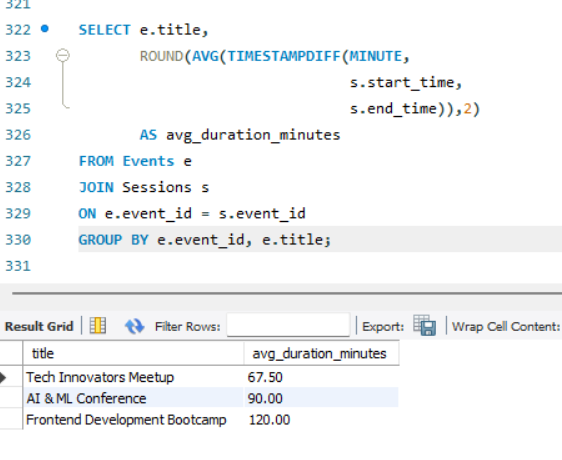 321
322 SELECT e.title,
323 ROUND(AVG(TIMESTAMPDIFF(MINUTE,
324 s.start_time,
325 s.end_time)),2)
326 AS avg_duration_minutes
327 FROM Events e
328 JOIN Sessions s
329 ON e.event_id = s.event_id
330 GROUP BY e.event_id, e.title;
331
Result Grid Filter Rows: Export: Wrap Cell Content:
title avg_duration_minutes
Tech Innovators Meetup 67.50
AI & ML Conference 90.00
Frontend Development Bootcamp 120.00